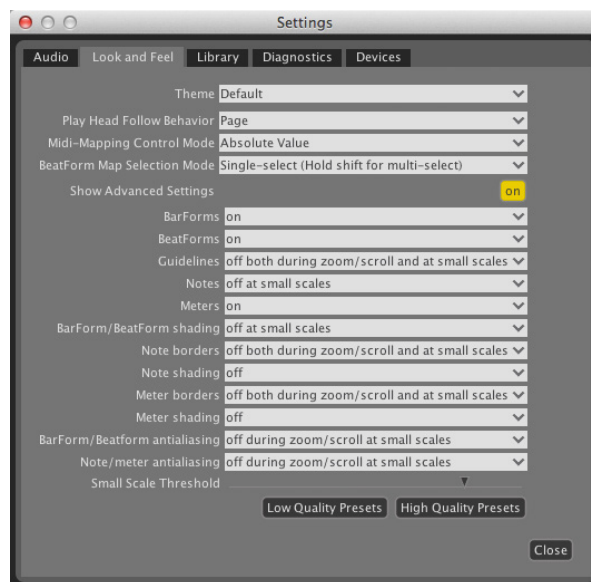 Settings
Audio Look and Feel Library Diagnostics Devices
Theme Default
Play Head Follow Behavior Page
Midi-Mapping Control Mode Absolute Value
BeatForm Map Selection Mode Single-select (Hold shift for multi-select)
Show Advanced Settings on
BarForms on
BeatForms on
Guidelines off both during zoom/scroll and at small scales
Notes off at small scales
Meters on
BarForm/BeatForm shading off at small scales
Note borders off both during zoom/scroll and at small scales
Note shading off
Meter borders off both during zoom/scroll and at small scales
Meter shading off
BarForm/Beatform antialiasing off during zoom/scroll at small scales
Note/meter antialiasing off during zoom/scroll at small scales
Small Scale Threshold
Low Quality Presets High Quality Presets
Close